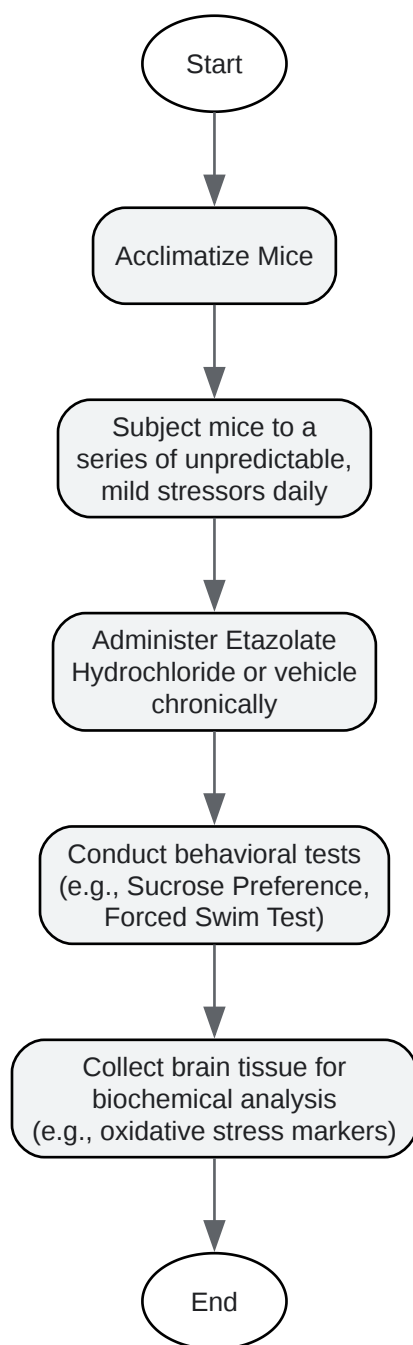 Start
Acclimatize Mice
Subject mice to a
series of unpredictable,
mild stressors daily
Administer Etazolate
Hydrochloride or vehicle
chronically
Conduct behavioral tests
(e.g., Sucrose Preference,
Forced Swim Test)
Collect brain tissue for
biochemical analysis
(e.g., oxidative stress markers)
End